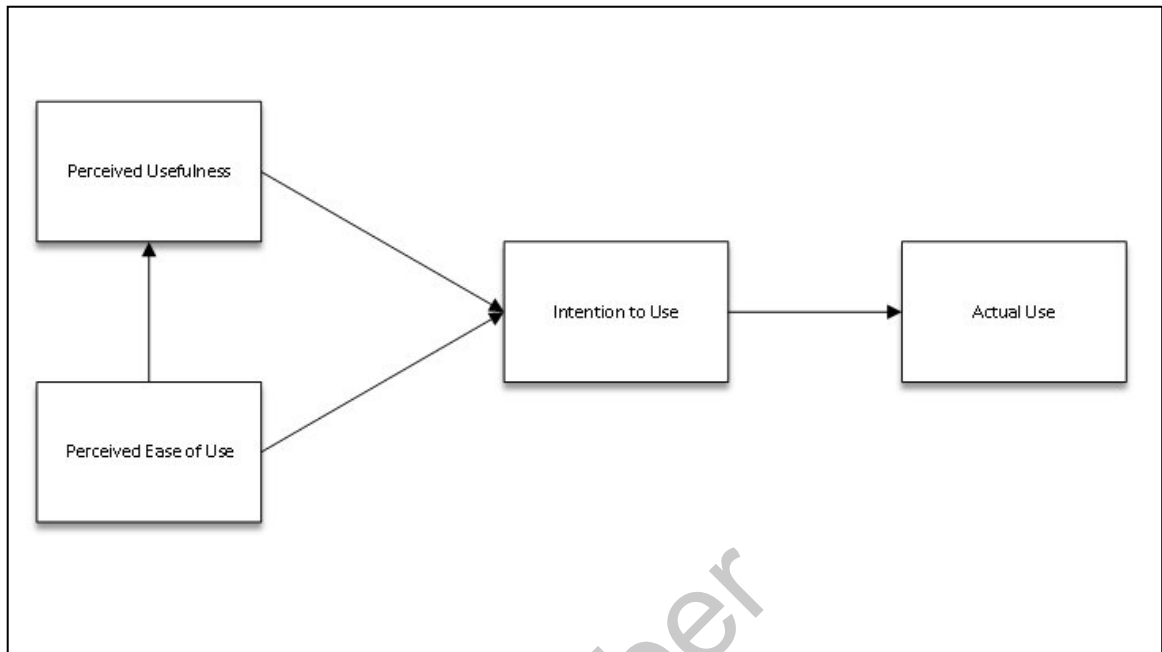 Perceived Usefulness
Intention to Use
Actual Use
Perceived Ease of Use